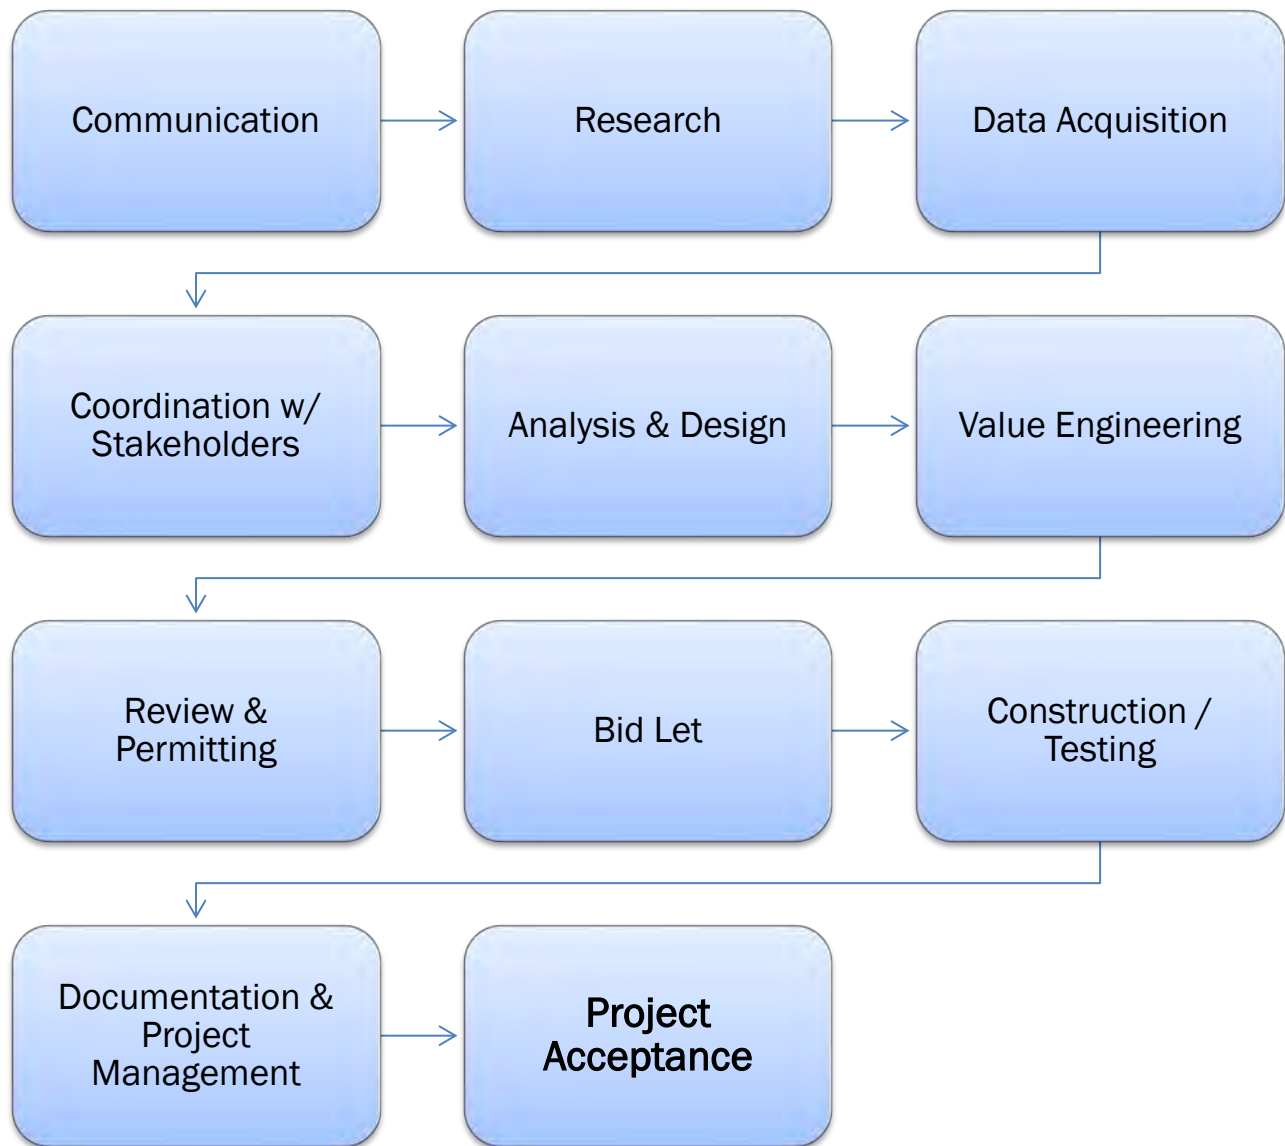 Communication
Research
Data Acquisition
Coordination w/
Stakeholders
Analysis & Design
Value Engineering
Review &
Permitting
Bid Let
Construction /
Testing
Documentation &
Project
Management
Project
Acceptance